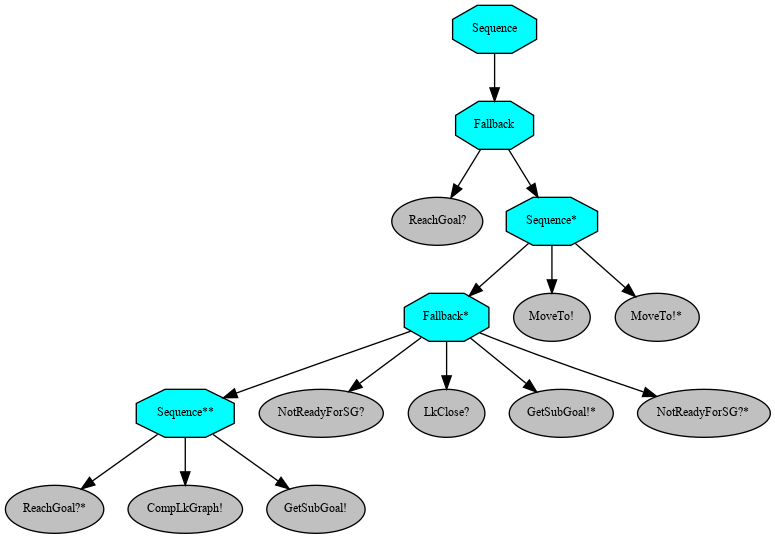 Sequence
Fallback
ReachGoal?
Sequence*
Fallback*
MoveTo!
MoveTo!*
Sequence**
NotReadyForSG?
LkClose?
GetSubGoal!*
NotReadyForSG?*
ReachGoal?*
CompLkGraph!
GetSubGoal!